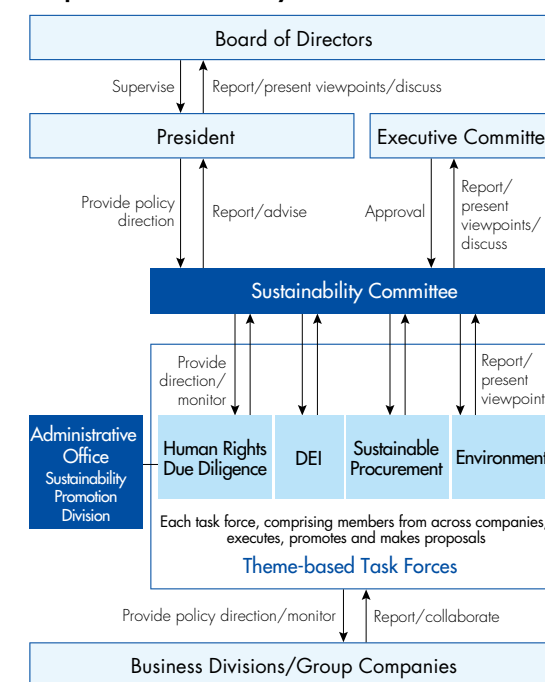 Board of Directors
Supervise
Report/present viewpoints/discuss
President
Executive Committe
Provide policy
direction
Report/advise
Approval
Report/
present
viewpoints/
discuss
Sustainability Committee
Provide
direction/
monitor
Report/
present
viewpoint
Administrative
Office
Sustainability
Promotion
Division
Human Rights
Due Diligence
DEI
Sustainable
Procurement
Environment
Each task force, comprising members from across companies,
executes, promotes and makes proposals
Theme-based Task Forces
Provide policy direction/monitor
Report/collaborate
Business Divisions/Group Companies